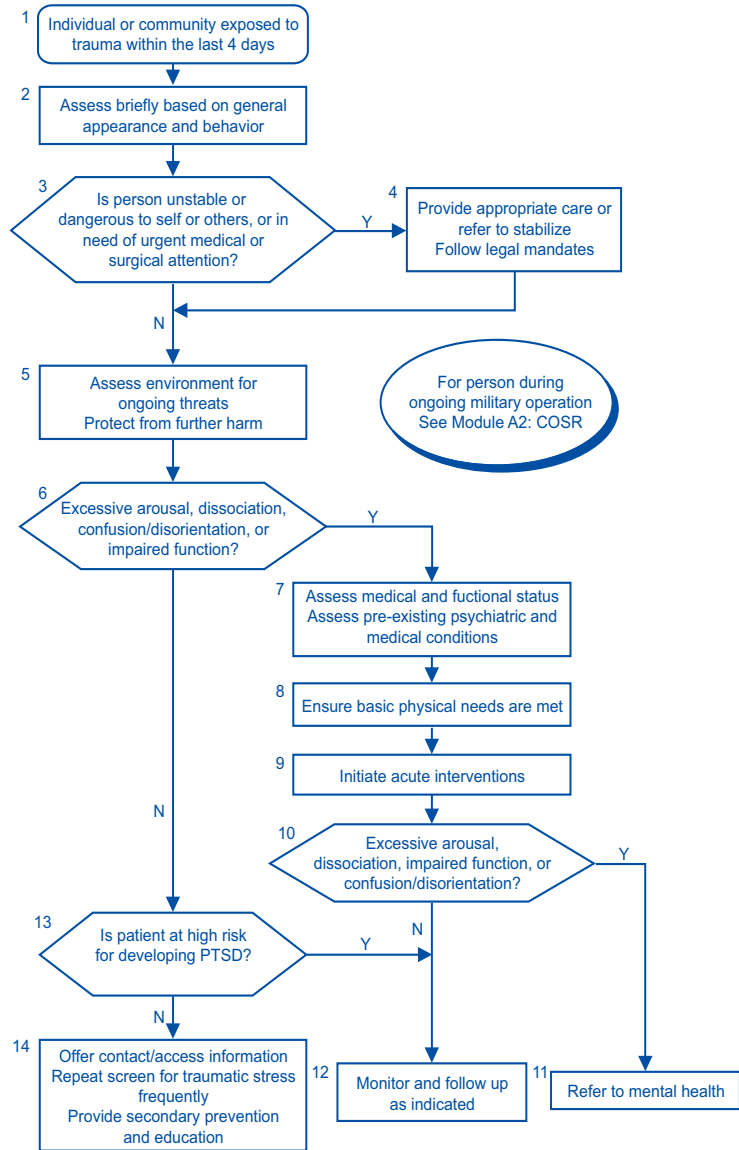 1
Individual or community exposed to
trauma within the last 4 days
2
Assess briefly based on general
appearance and behavior
3
Is person unstable or
dangerous to self or others, or in
need of urgent medical or
surgical attention?
Y
4
Provide appropriate care or
refer to stabilize
Follow legal mandates
N
5
Assess environment for
ongoing threats
Protect from further harm
For person during
ongoing military operation
See Module A2: COSR
6
Excessive arousal, dissociation,
confusion/disorientation, or
impaired function?
Y
7
Assess medical and fuctional status
Assess pre-existing psychiatric and
medical conditions
8
Ensure basic physical needs are met
9
Initiate acute interventions
N
10
Excessive arousal,
dissociation, impaired function, or
confusion/disorientation?
Y
N
13
Is patient at high risk
for developing PTSD?
Y
N
14
Offer contact/access information
Repeat screen for traumatic stress
frequently
Provide secondary prevention
and education
12
Monitor and follow up
as indicated
11
Refer to mental health